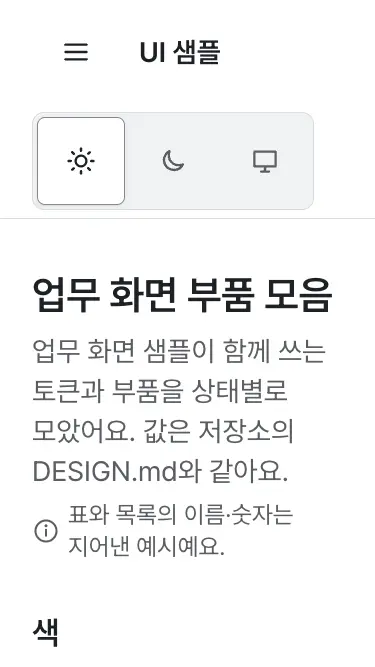 UI 샘플
업무 화면 부품 모음
업무 화면 샘플이 함께 쓰는
토큰과 부품을 상태별로
모았어요. 값은 저장소의
DESIGN.md와 같아요.
표와 목록의 이름·숫자는
지어낸 예시예요.
색